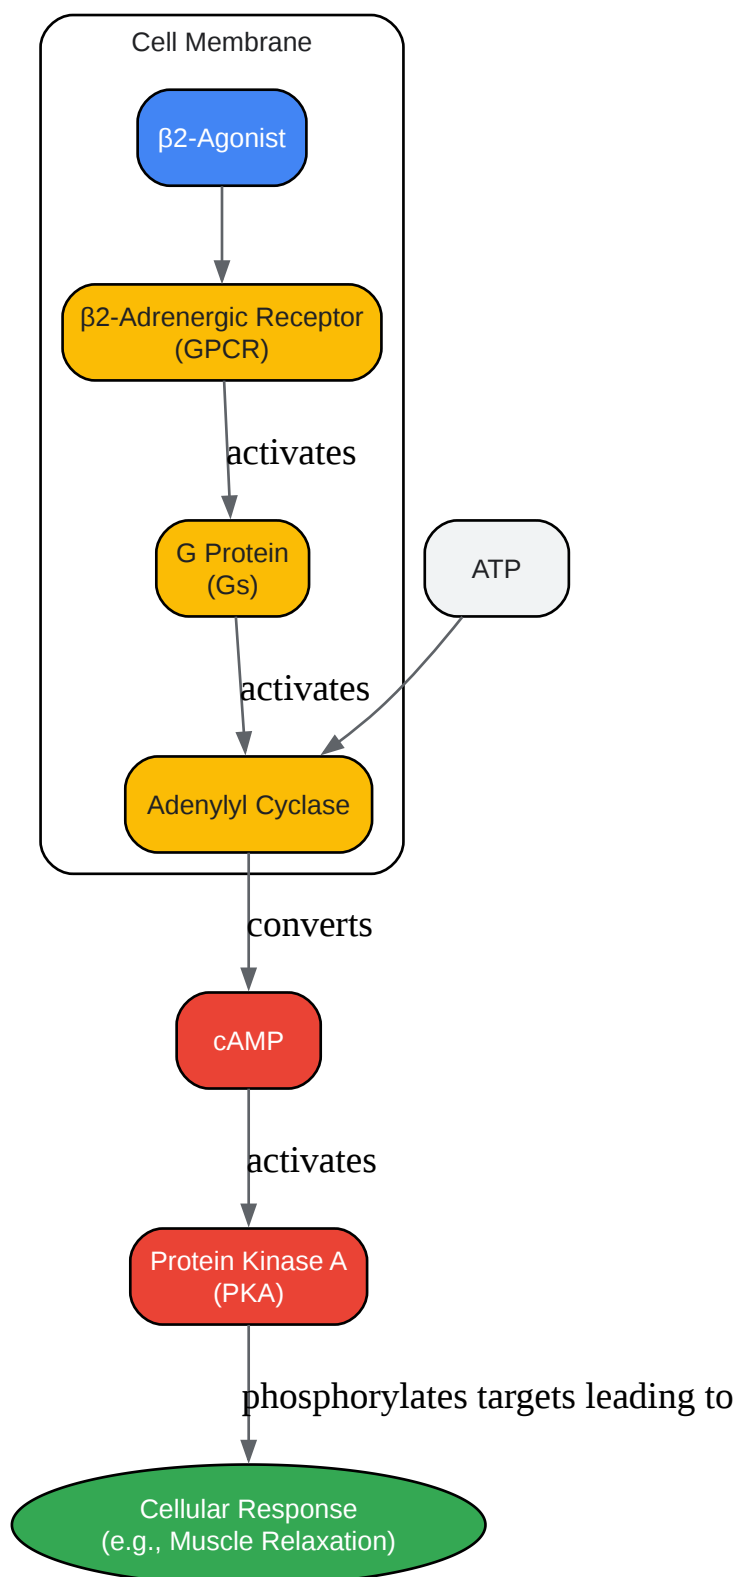 Cell Membrane
β2-Agonist
β2-Adrenergic Receptor
(GPCR)
activates
G Protein
(Gs)
ATP
activates
Adenylyl Cyclase
converts
cAMP
activates
Protein Kinase A
(PKA)
phosphorylates targets leading to
Cellular Response
(e.g., Muscle Relaxation)